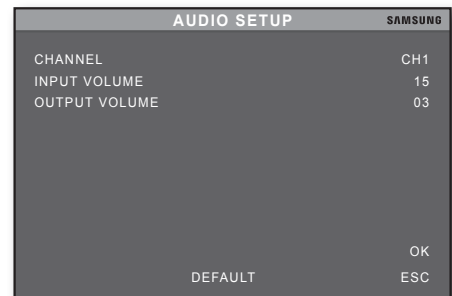 AUDIO SETUP SAMSUNG
CHANNEL CH1
INPUT VOLUME 15
OUTPUT VOLUME 03
OK
DEFAULT ESC